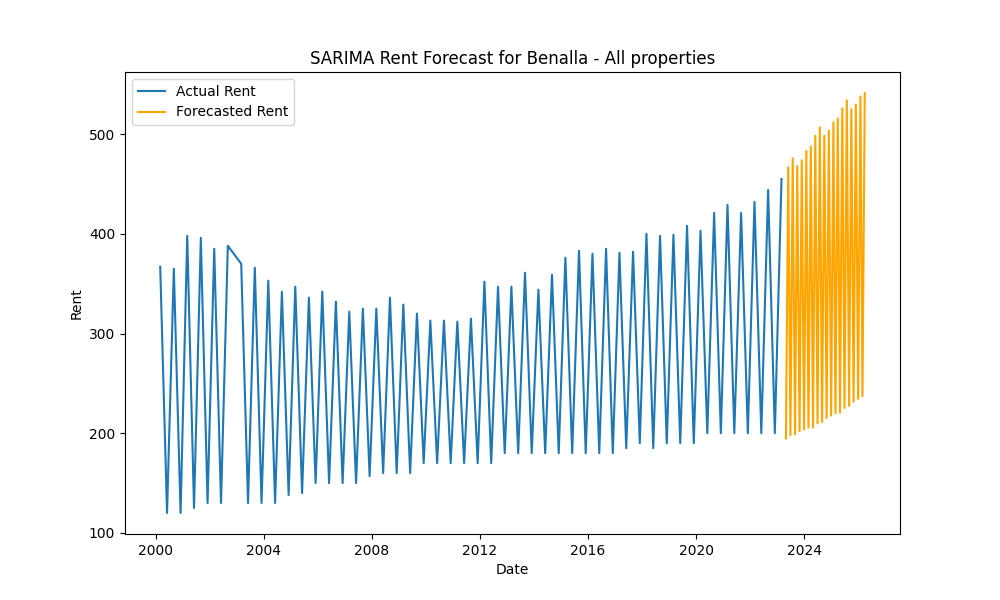 SARIMA Rent Forecast for Benalla - All properties
Actual Rent
Forecasted Rent
500
400
300
200
100
Rent
2000 2004 2008 2012 2016 2020 2024
Date